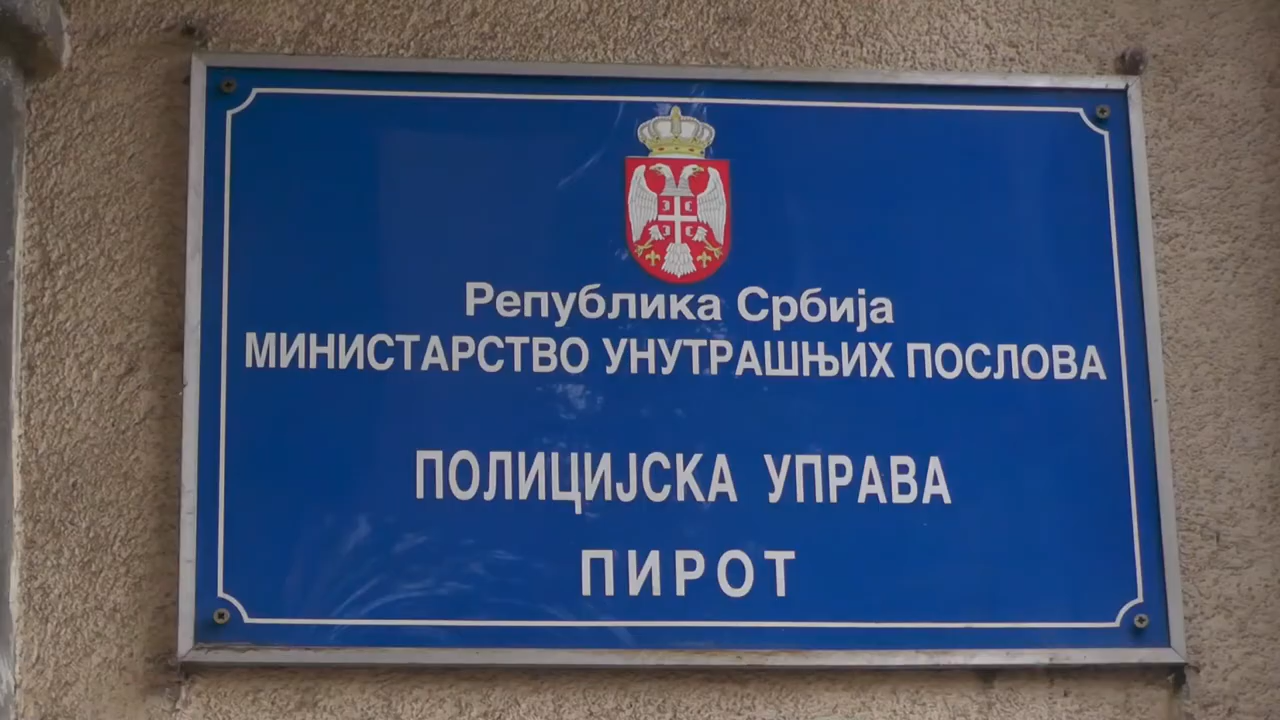 Република Србија
МИНИСТАРСТВО УНУТРАШЊИХ ПОСЛОВА
ПОЛИЦИЈСКА УПРАВА
ПИРОТ